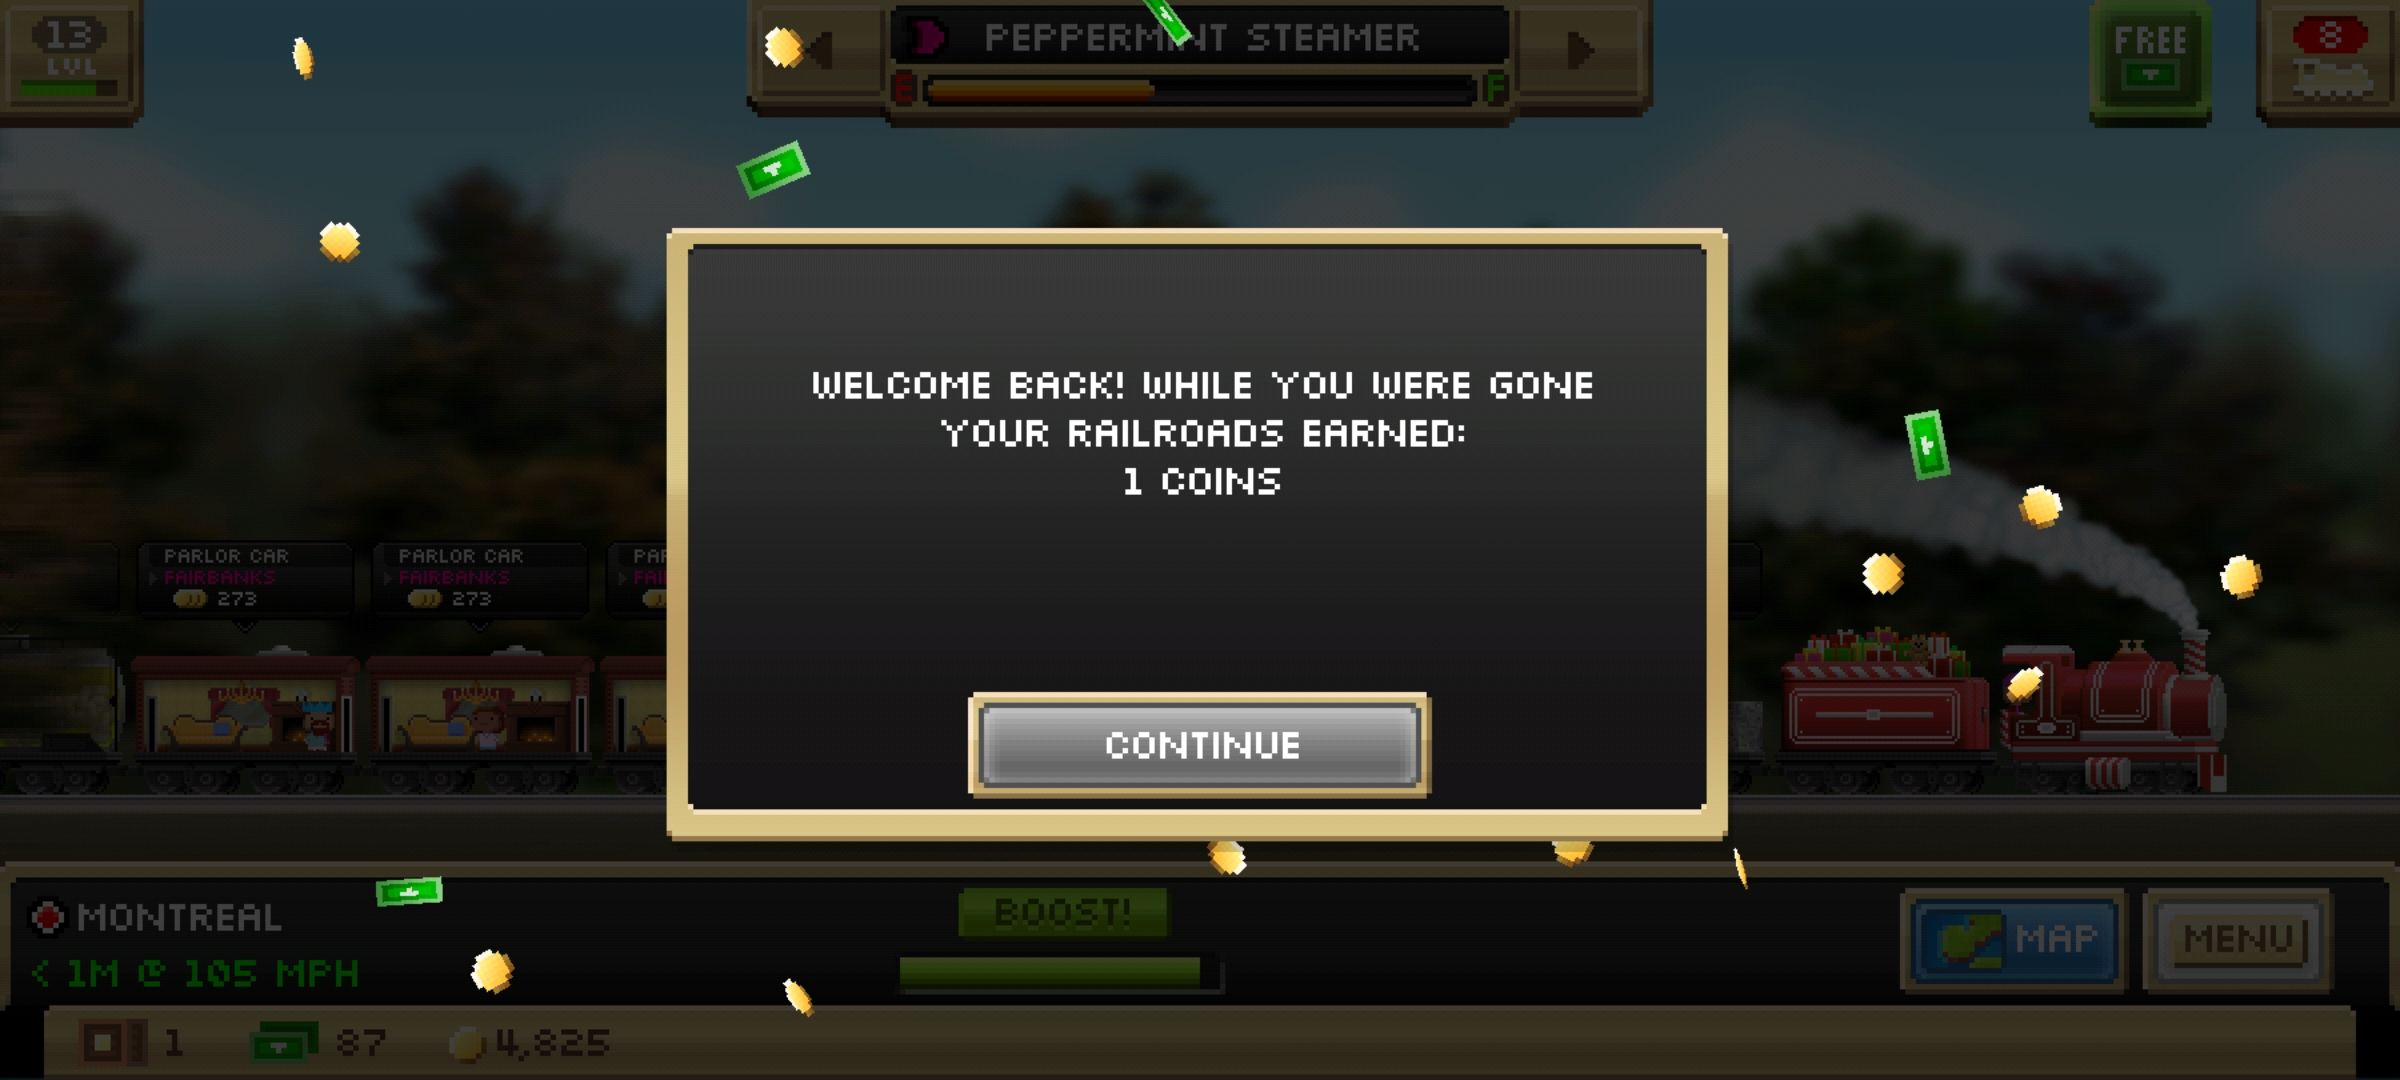 13
LVL
PEPPERMINT STEAMER
E
F
FREE
8
WELCOME BACK! WHILE YOU WERE GONE
YOUR RAILROADS EARNED:
1 COINS
CONTINUE
PARLOR CAR
FAIRBANKS
273
PARLOR CAR
FAIRBANKS
273
MONTREAL
< 1M @ 105 MPH
BOOST!
MAP
MENU
1
87
4,825